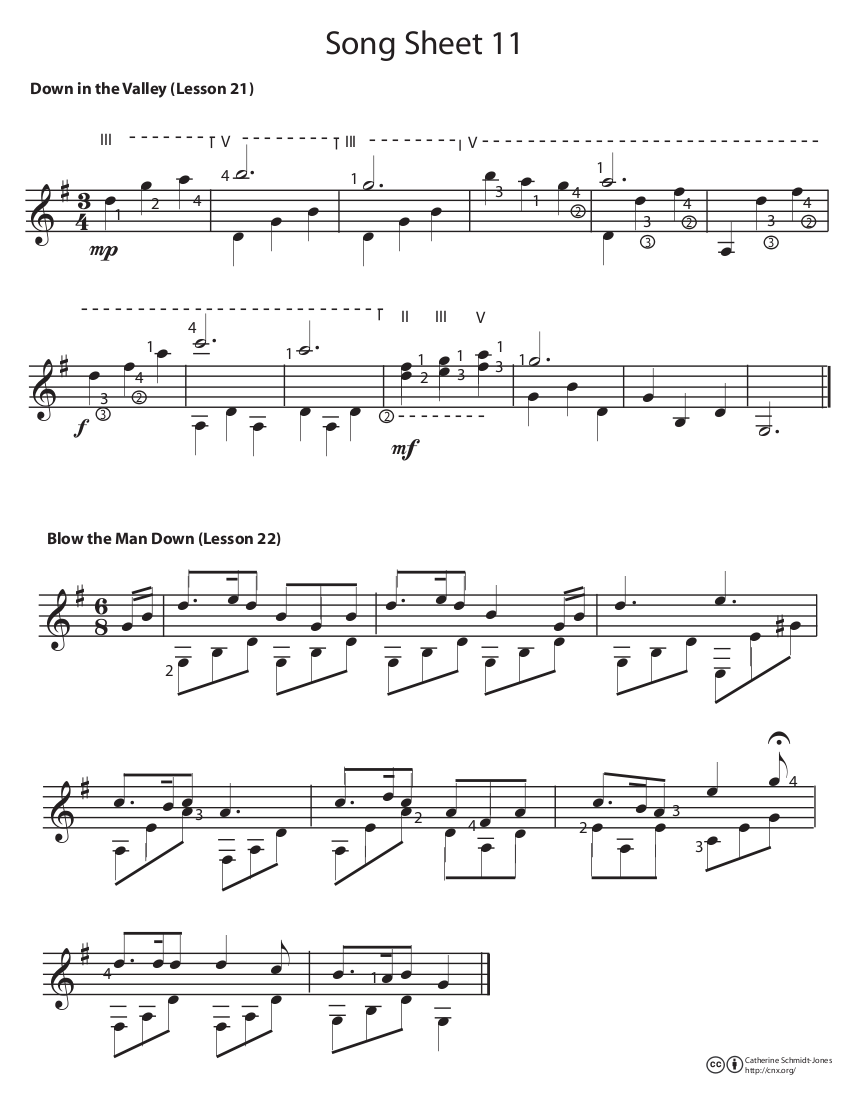 Song Sheet 11
Down in the Valley (Lesson 21)
III V III V
4 1 1
1 2 4 3 1 4 2 4 2 4 2
3 3 3 3
3 4
mp
II III V
4 1 1 1 1 1 1
3 4 2 3 3
3 2 2
f
mf
Blow the Man Down (Lesson 22)
6 8
2
4
3 2 4 2 3 3
4 1
Catherine Schmidt-Jones
http://cnx.org/